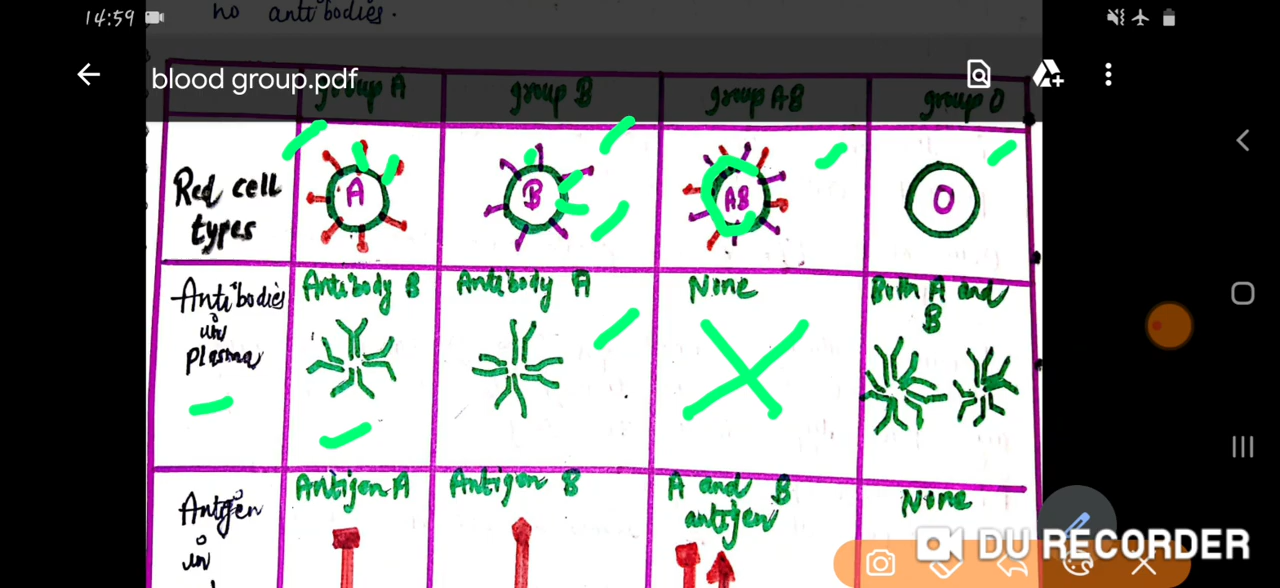 14:59
no antibodies.
blood group.pdf
group A group B group AB group O
Red cell
types
A B AB O
Antibodies
in
Plasma
Antibody B Antibody A None Both A and
B
Antigen
in
Antigen A Antigen B A and B
antigen
None
DU RECORDER